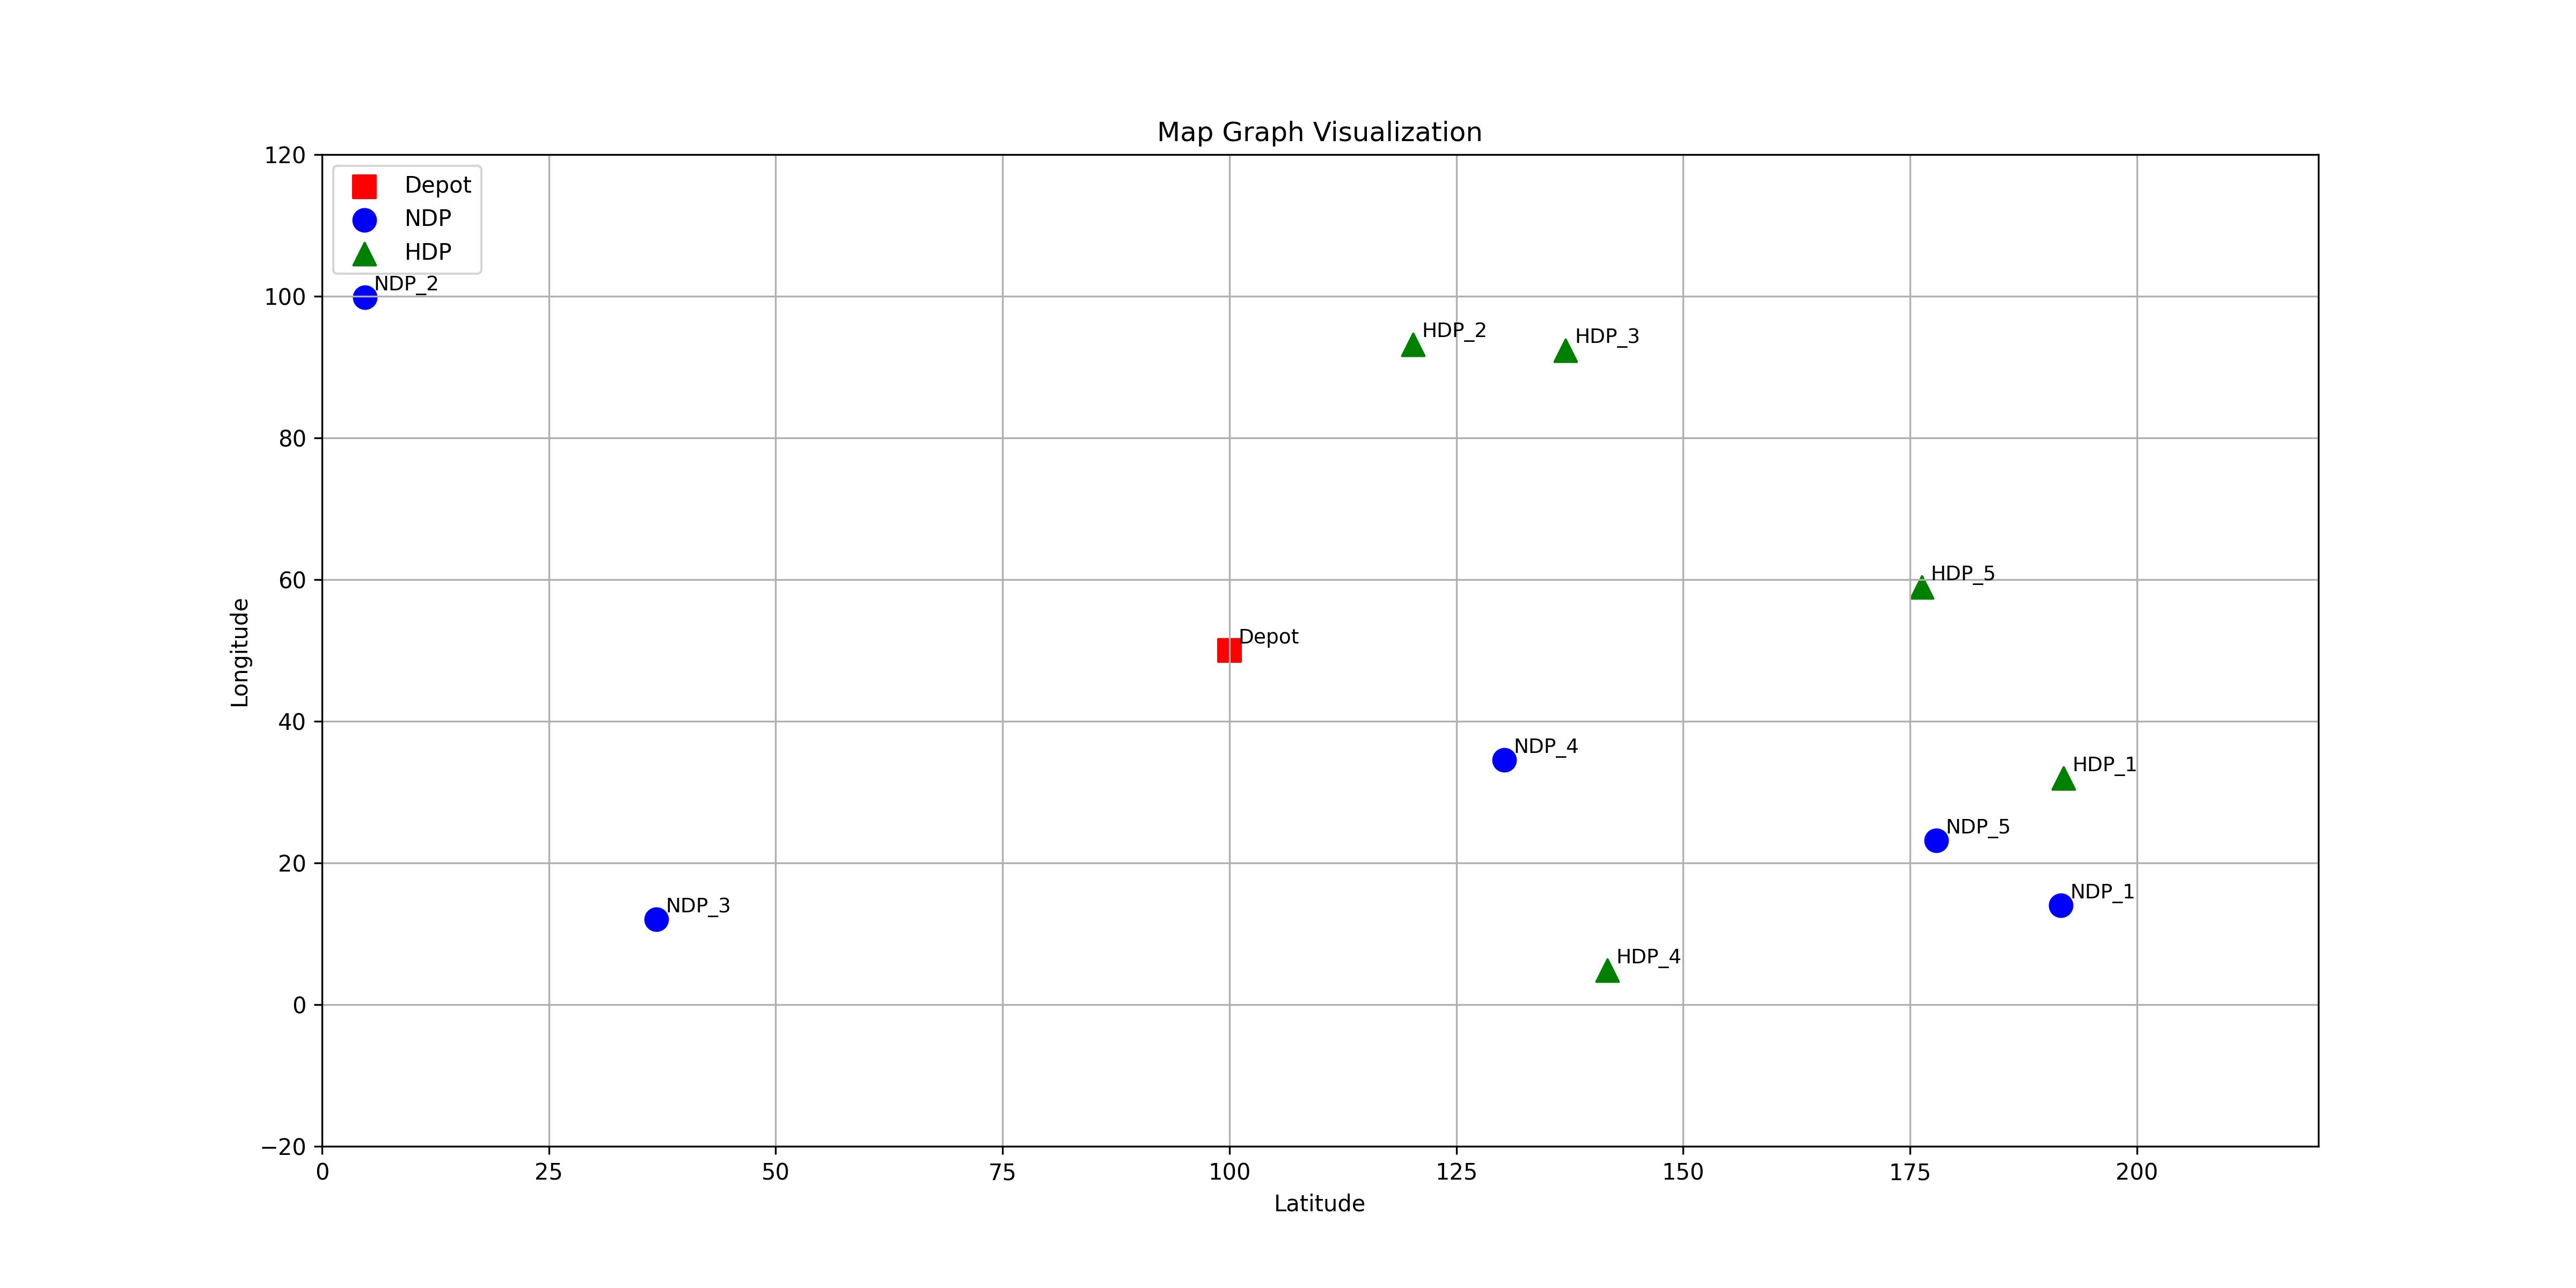 Map Graph Visualization
120
100
80
60
40
20
0
−20
Longitude
Depot
NDP
HDP
NDP_2
HDP_2
HDP_3
HDP_5
Depot
NDP_4
HDP_1
NDP_5
NDP_1
NDP_3
HDP_4
0 25 50 75 100 125 150 175 200
Latitude